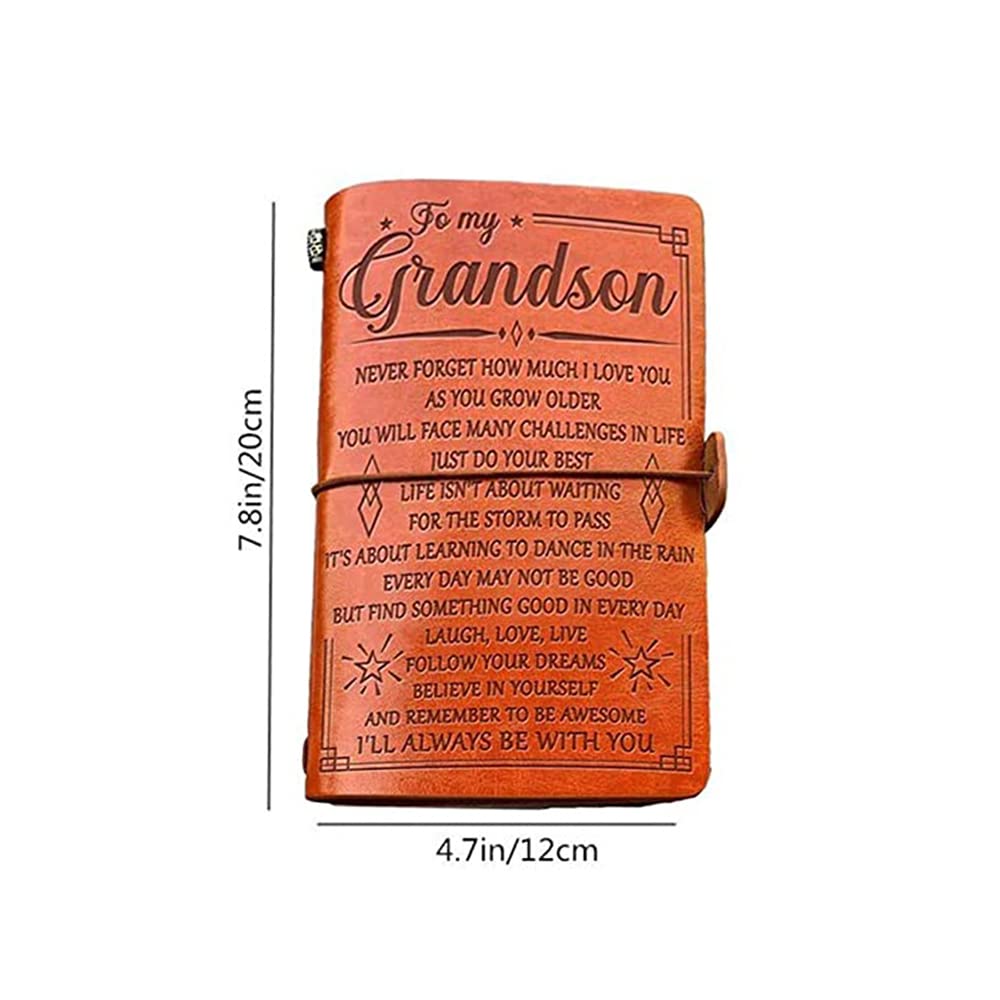 To my
Grandson
NEVER FORGET HOW MUCH I LOVE YOU
AS YOU GROW OLDER
YOU WILL FACE MANY CHALLENGES IN LIFE
JUST DO YOUR BEST
LIFE ISN'T ABOUT WAITING
FOR THE STORM TO PASS
IT'S ABOUT LEARNING TO DANCE IN THE RAIN
EVERY DAY MAY NOT BE GOOD
BUT FIND SOMETHING GOOD IN EVERY DAY
LAUGH, LOVE, LIVE
FOLLOW YOUR DREAMS
BELIEVE IN YOURSELF
AND REMEMBER TO BE AWESOME
I'LL ALWAYS BE WITH YOU
7.8in/20cm
4.7in/12cm